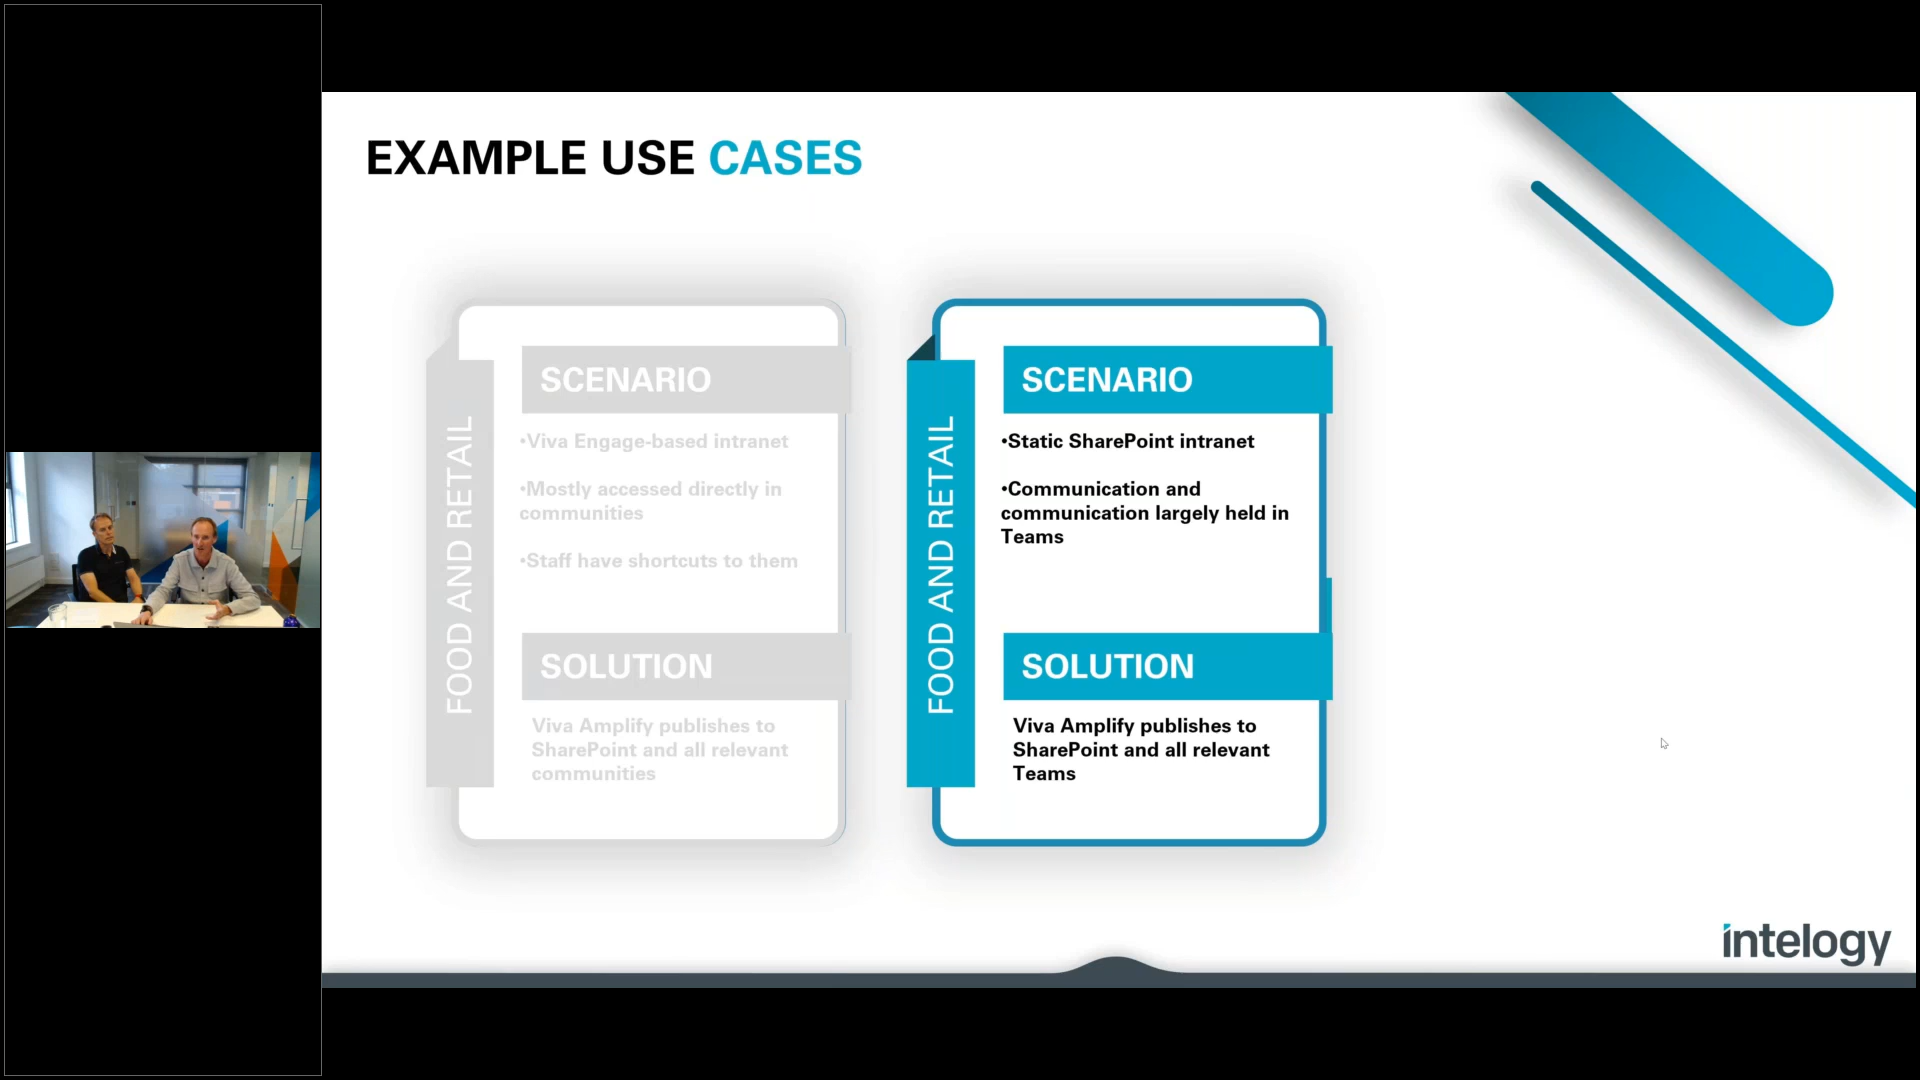 EXAMPLE USE CASES
FOOD AND RETAIL
SCENARIO
•Viva Engage-based intranet
•Mostly accessed directly in
communities
•Staff have shortcuts to them
SOLUTION
Viva Amplify publishes to
SharePoint and all relevant
communities
FOOD AND RETAIL
SCENARIO
•Static SharePoint intranet
•Communication and
communication largely held in
Teams
SOLUTION
Viva Amplify publishes to
SharePoint and all relevant
Teams
intelogy